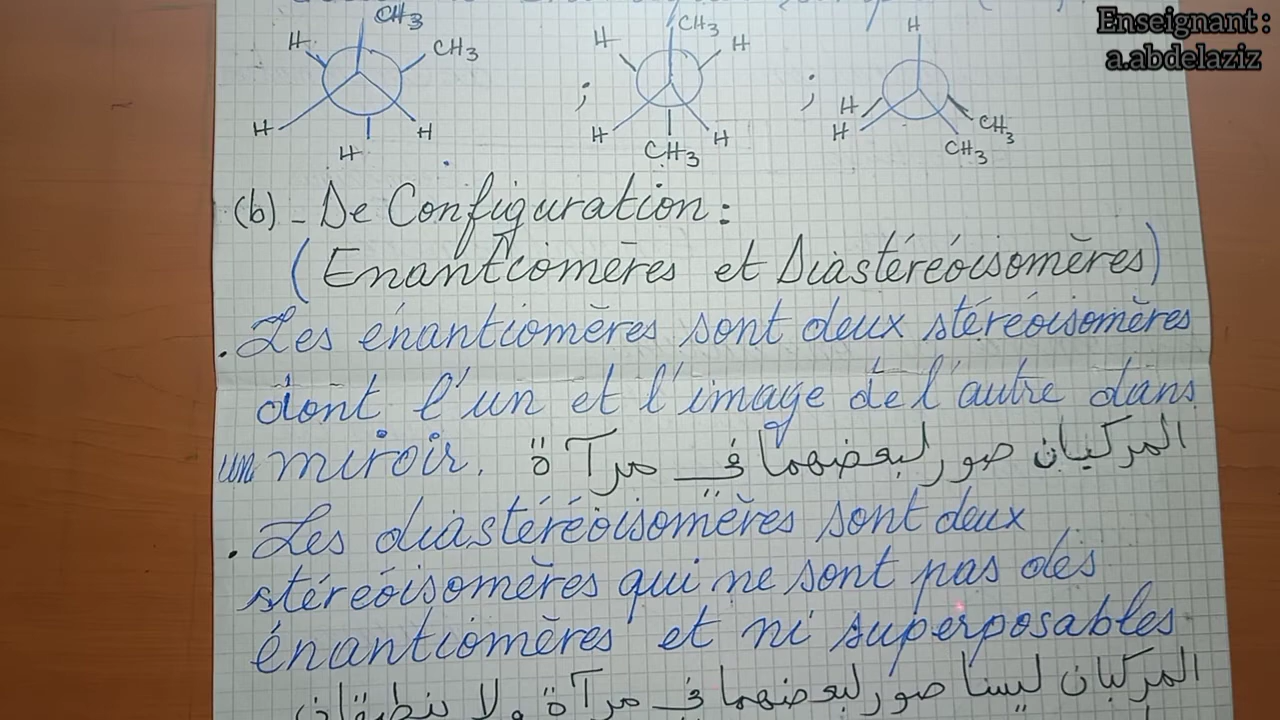 Enseignant :
a.abdelaziz
CH3
H
CH3
H
H
H
;
CH3
H
H
H
H
CH3
;
H
H
H
CH3
CH3
(b) - De Configuration :
(Enantiomères et Diastéréoisomères)
. Les énantiomères sont deux stéréoisomères
dont l'un et l'image de l'autre dans
un miroir. المركبان صور لبعضهما في مرآة
. Les diastéréoisomères sont deux
stéréoisomères qui ne sont pas des
énantiomères et ni superposables
المركبان ليسا صور لبعضهما في مرآة ولا ينطبقان